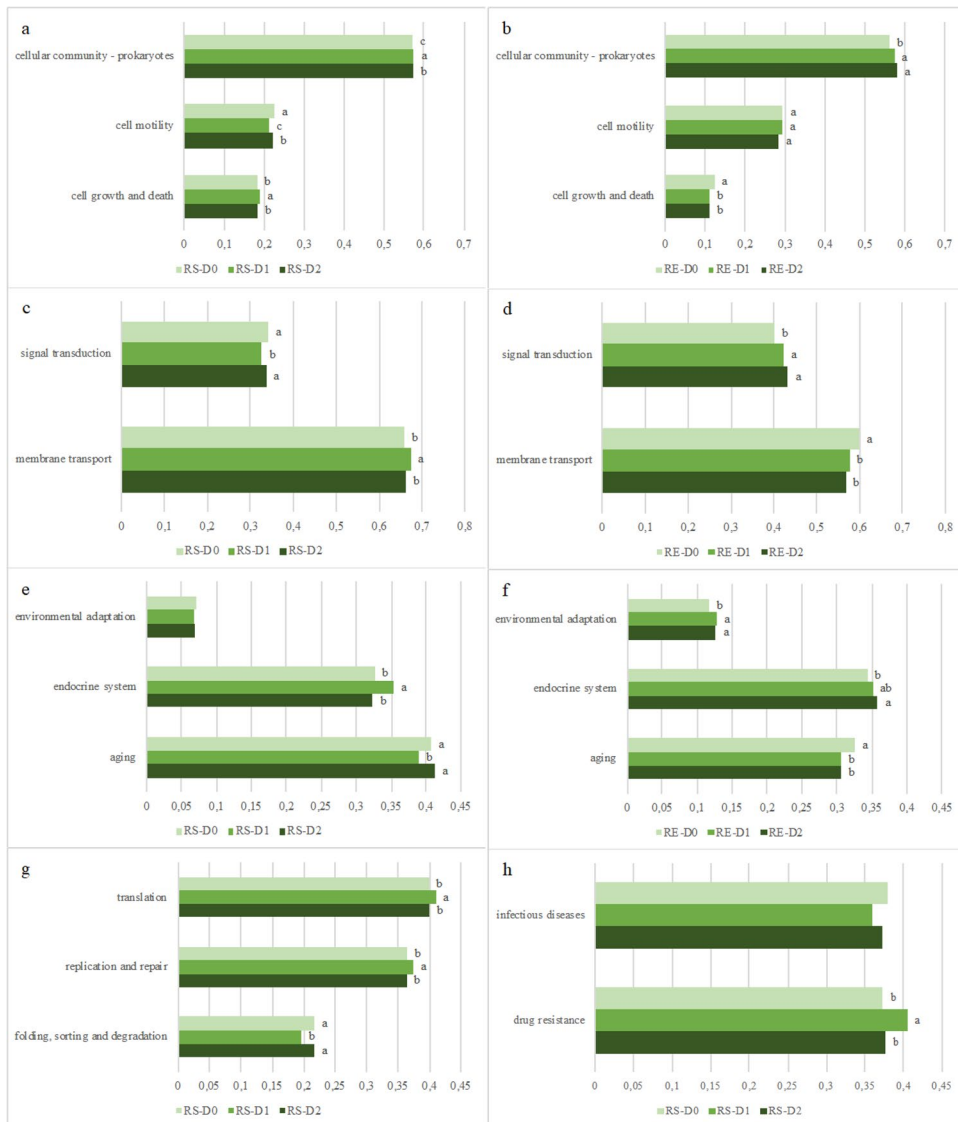 a
cellular community - prokaryotes
c
a
b
cell motility
a
c
b
cell growth and death
b
a
b
0 0,1 0,2 0,3 0,4 0,5 0,6 0,7
RS-D0 RS-D1 RS-D2
b
cellular community - prokaryotes
b
a
a
cell motility
a
a
a
cell growth and death
a
b
b
0 0,1 0,2 0,3 0,4 0,5 0,6 0,7
RE-D0 RE-D1 RE-D2
c
signal transduction
a
b
a
membrane transport
b
a
b
0 0,1 0,2 0,3 0,4 0,5 0,6 0,7 0,8
RS-D0 RS-D1 RS-D2
d
signal transduction
b
a
a
membrane transport
a
b
b
0 0,1 0,2 0,3 0,4 0,5 0,6 0,7 0,8
RE-D0 RE-D1 RE-D2
e
environmental adaptation
endocrine system
b
a
b
aging
a
b
a
0 0,05 0,1 0,15 0,2 0,25 0,3 0,35 0,4 0,45
RS-D0 RS-D1 RS-D2
f
environmental adaptation
b
a
a
endocrine system
b
ab
a
aging
a
b
b
0 0,05 0,1 0,15 0,2 0,25 0,3 0,35 0,4 0,45
RE-D0 RE-D1 RE-D2
g
translation
b
a
b
replication and repair
b
a
b
folding, sorting and degradation
a
b
a
0 0,05 0,1 0,15 0,2 0,25 0,3 0,35 0,4 0,45
RS-D0 RS-D1 RS-D2
h
infectious diseases
drug resistance
b
a
b
0 0,05 0,1 0,15 0,2 0,25 0,3 0,35 0,4 0,45
RS-D0 RS-D1 RS-D2